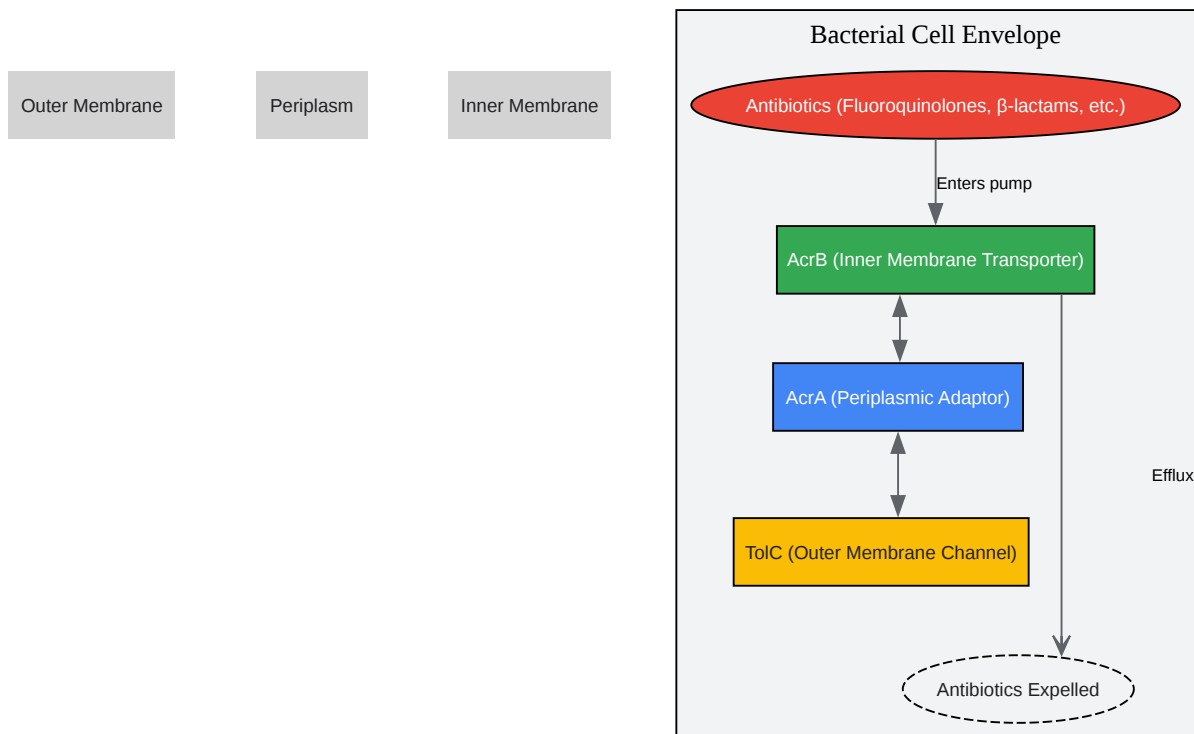 Bacterial Cell Envelope
Outer Membrane
Periplasm
Inner Membrane
Antibiotics (Fluoroquinolones, β-lactams, etc.)
Enters pump
AcrB (Inner Membrane Transporter)
AcrA (Periplasmic Adaptor)
Efflux
TolC (Outer Membrane Channel)
Antibiotics Expelled